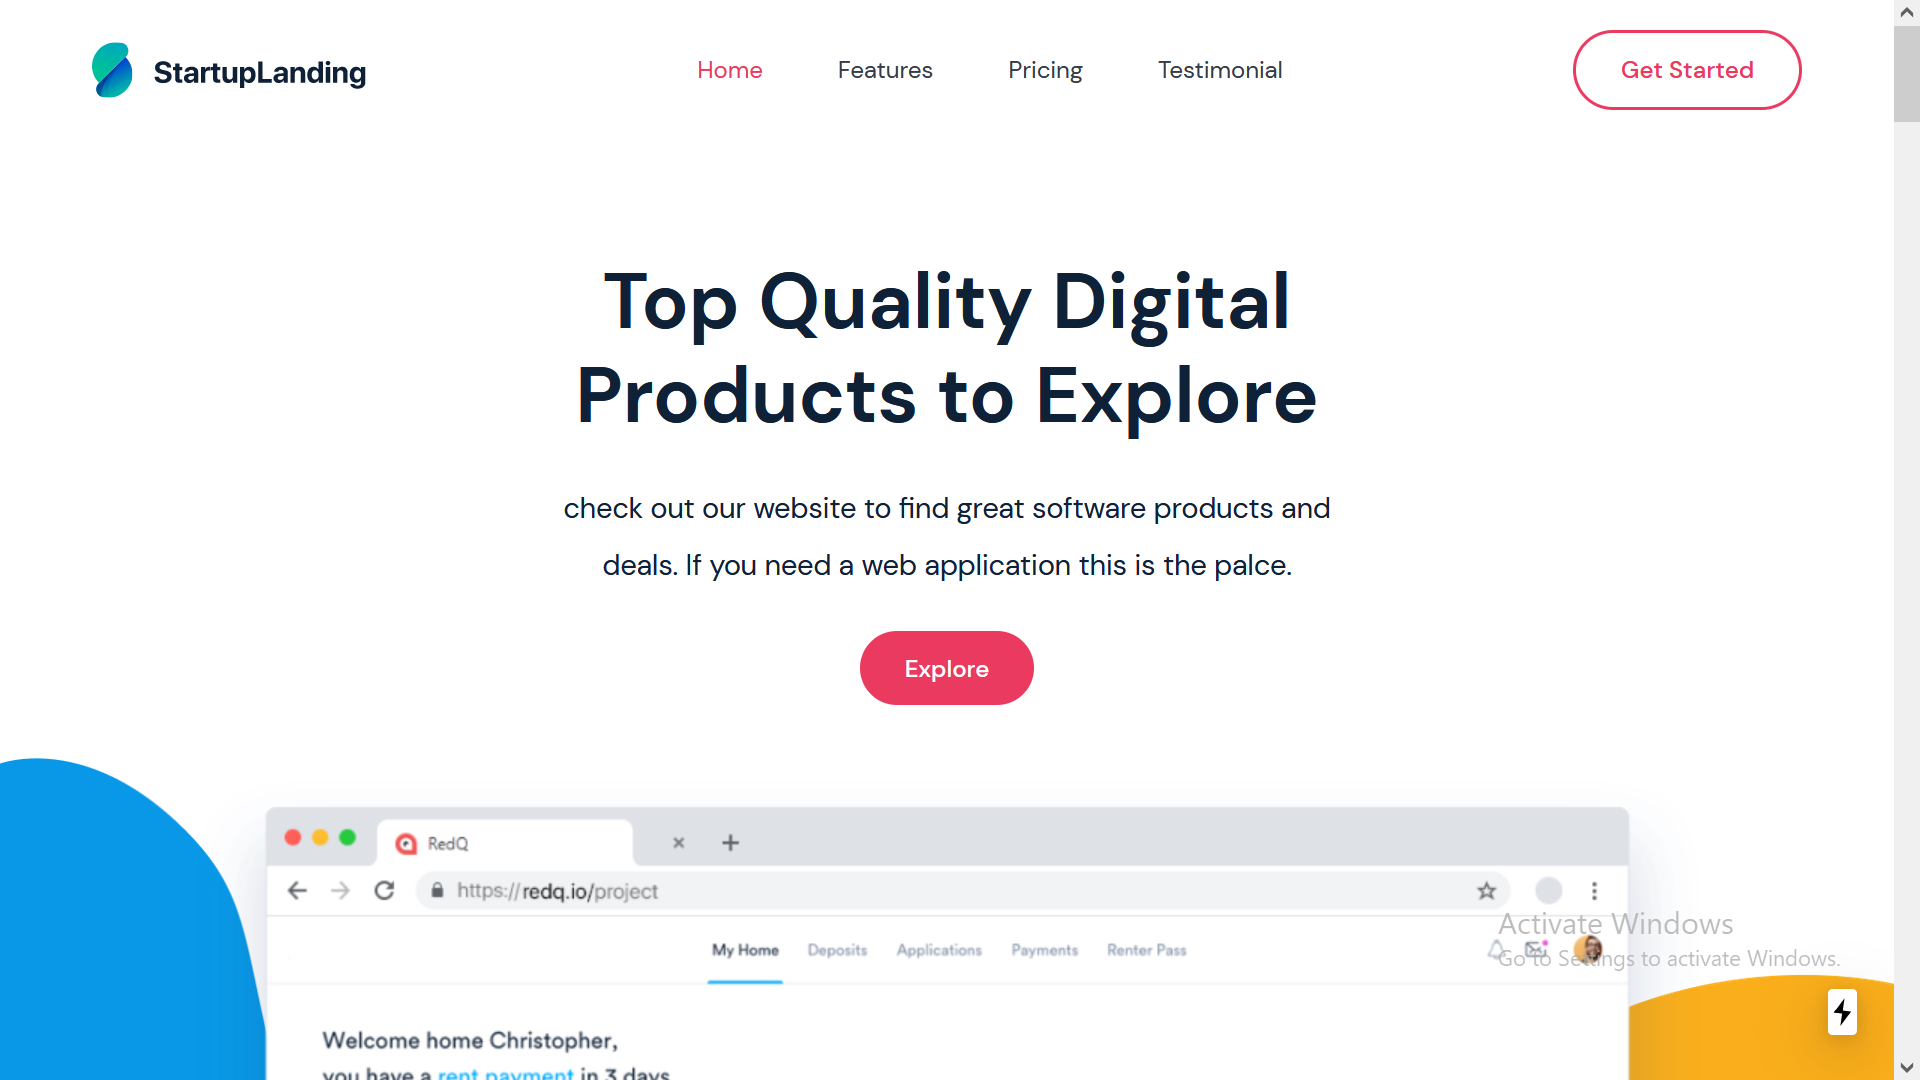 StartupLanding
Home Features Pricing Testimonial
Get Started
Top Quality Digital
Products to Explore
check out our website to find great software products and
deals. If you need a web application this is the palce.
Explore
RedQ
https://redq.io/project
My Home Deposits Applications Payments Renter Pass
Activate Windows
Go to Settings to activate Windows.
Welcome home Christopher,
you have a rent payment in 3 days